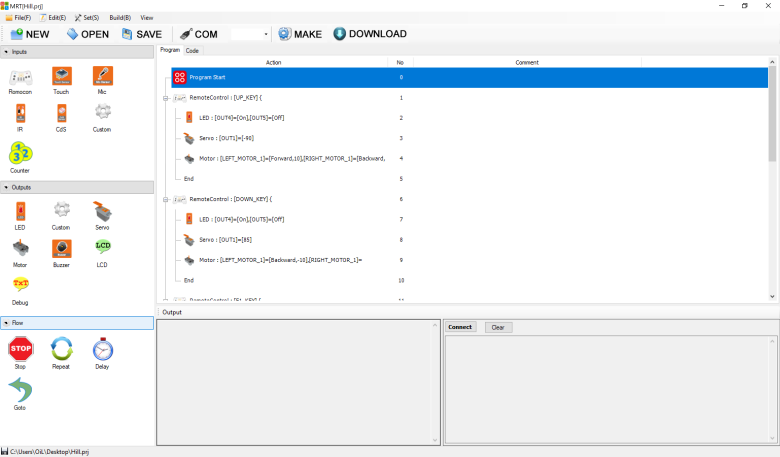 MRT[Hill.prj]
File(F) Edit(E) Set(S) Build(B) View
NEW OPEN SAVE COM MAKE DOWNLOAD
Inputs
Romocon Touch Mic
IR CdS Custom
Counter
Outputs
LED Custom Servo
Motor Buzzer LCD
Debug
Flow
STOP
Stop Repeat Delay
Goto
Program Code
Action No Comment
Program Start 0
RemoteControl : [UP_KEY] { 1
LED : [OUT4]=[On],[OUT5]=[Off] 2
Servo : [OUT1]=[-90] 3
Motor : [LEFT_MOTOR_1]=[Forward,10],[RIGHT_MOTOR_1]=[Backward, 4
End 5
RemoteControl : [DOWN_KEY] { 6
LED : [OUT4]=[On],[OUT5]=[Off] 7
Servo : [OUT1]=[85] 8
Motor : [LEFT_MOTOR_1]=[Backward,-10],[RIGHT_MOTOR_1]= 9
End 10
RemoteControl : [F1_KEY] { 11
Output
Connect Clear
C:\Users\OiL\Desktop\Hill.prj